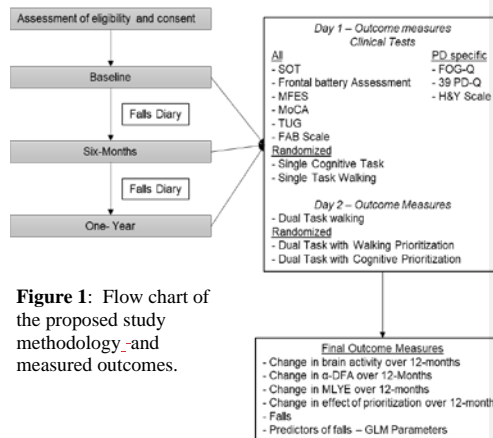 Assessment of eligibility and consent
Baseline
Falls Diary
Six-Months
Falls Diary
One- Year
Day 1 – Outcome measures
Clinical Tests
All
- SOT
- Frontal battery Assessment
- MFES
- MoCA
- TUG
- FAB Scale
Randomized
- Single Cognitive Task
- Single Task Walking
PD specific
- FOG-Q
- 39 PD-Q
- H&Y Scale
Day 2 – Outcome Measures
- Dual Task walking
Randomized
- Dual Task with Walking Prioritization
- Dual Task with Cognitive Prioritization
Figure 1: Flow chart of
the proposed study
methodology and
measured outcomes.
Final Outcome Measures
- Change in brain activity over 12-months
- Change in α-DFA over 12-Months
- Change in MLYE over 12-months
- Change in effect of prioritization over 12-month
- Falls
- Predictors of falls – GLM Parameters